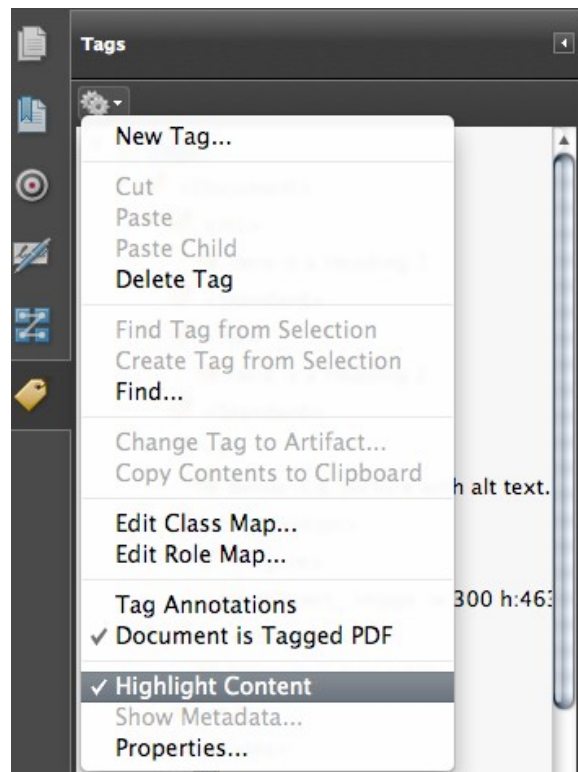 Tags
New Tag...
Cut
Paste
Paste Child
Delete Tag
Find Tag from Selection
Create Tag from Selection
Find...
Change Tag to Artifact...
Copy Contents to Clipboard
h alt text.
Edit Class Map...
Edit Role Map...
Tag Annotations
300 h:463
✓ Document is Tagged PDF
✓ Highlight Content
Show Metadata...
Properties...